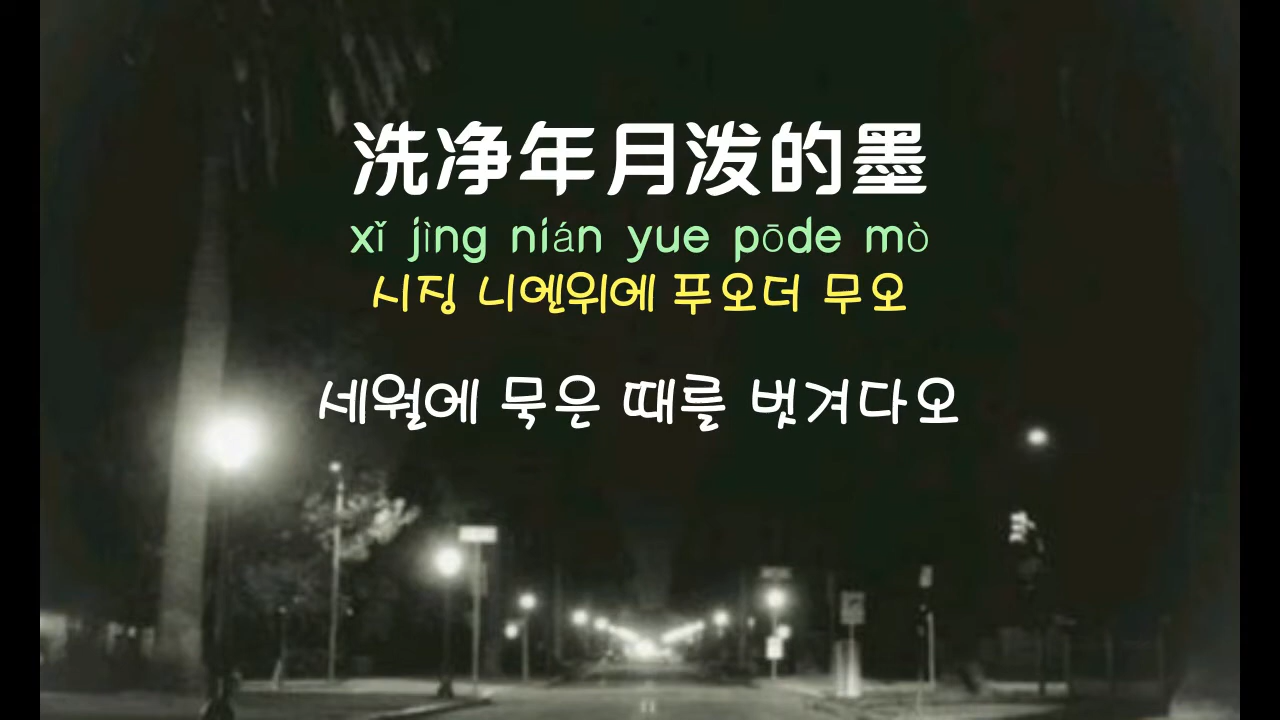 洗净年月泼的墨
xǐ jìng nián yue pōde mò
시징 니엔위에 푸오더 무오
세월에 묵은 때를 벗겨다오